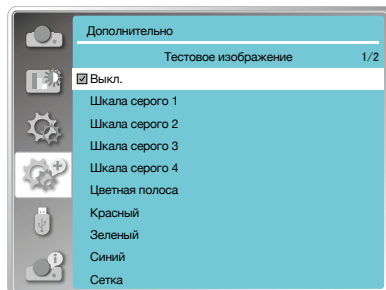 Дополнительно
Тестовое изображение 1/2
Выкл.
Шкала серого 1
Шкала серого 2
Шкала серого 3
Шкала серого 4
Цветная полоса
Красный
Зеленый
Синий
Сетка